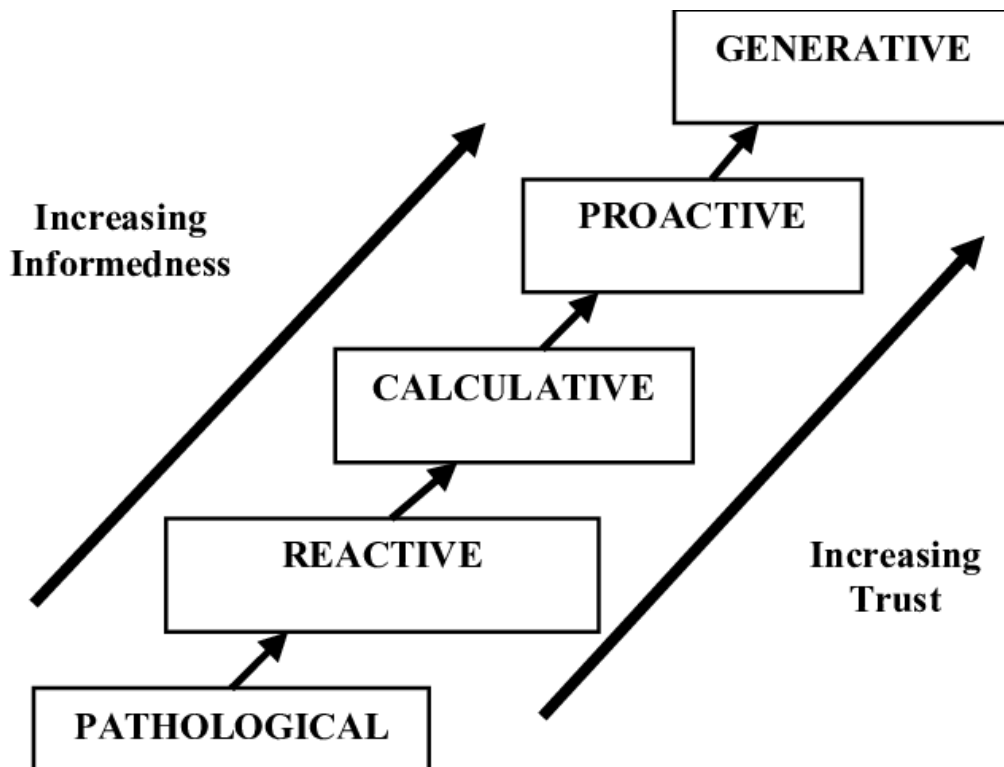 GENERATIVE
PROACTIVE
Increasing
Informedness
CALCULATIVE
REACTIVE
Increasing
Trust
PATHOLOGICAL